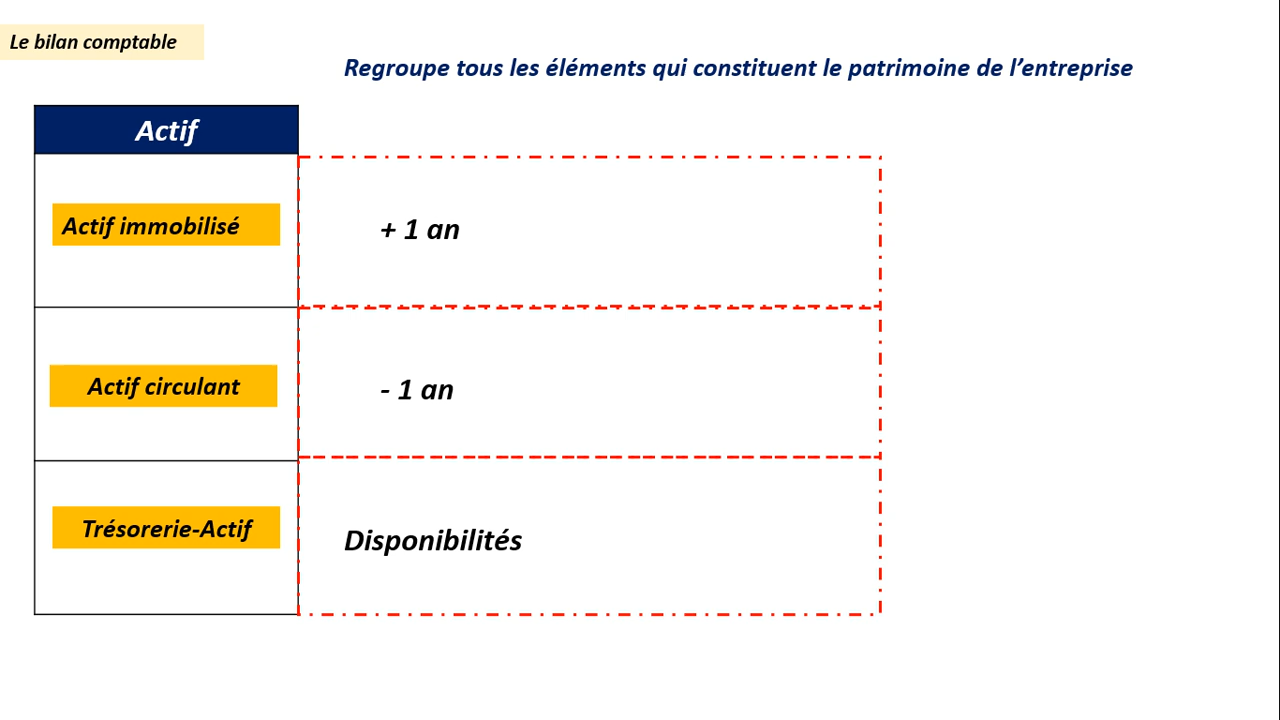 Le bilan comptable
Regroupe tous les éléments qui constituent le patrimoine de l’entreprise
Actif
Actif immobilisé
+ 1 an
Actif circulant
- 1 an
Trésorerie-Actif
Disponibilités